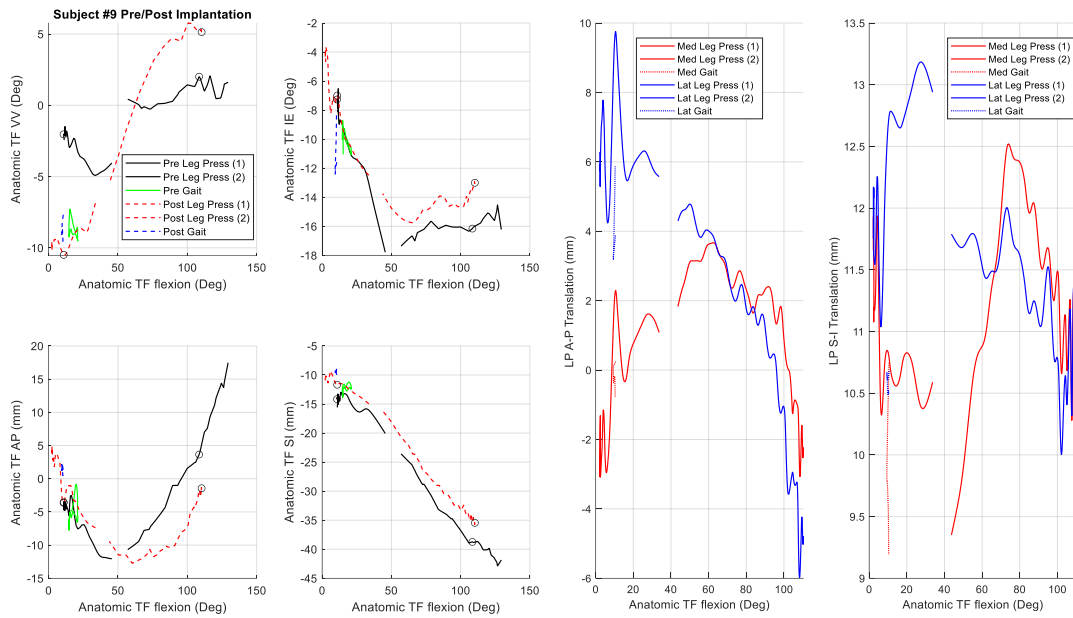 Subject #9 Pre/Post Implantation
5
0
-5
-10
0
50
100
150
Anatomic TF VV (Deg)
Anatomic TF flexion (Deg)
Pre Leg Press (1)
Pre Leg Press (2)
Pre Gait
Post Leg Press (1)
Post Leg Press (2)
Post Gait
-2
-4
-6
-8
-10
-12
-14
-16
-18
0
50
100
150
Anatomic TF IE (Deg)
Anatomic TF flexion (Deg)
20
15
10
5
0
-5
-10
-15
0
50
100
150
Anatomic TF AP (mm)
Anatomic TF flexion (Deg)
-5
-10
-15
-20
-25
-30
-35
-40
-45
0
50
100
150
Anatomic TF SI (mm)
Anatomic TF flexion (Deg)
10
8
6
4
2
0
-2
-4
-6
0
20
40
60
80
100
LP A-P Translation (mm)
Anatomic TF flexion (Deg)
Med Leg Press (1)
Med Leg Press (2)
Med Gait
Lat Leg Press (1)
Lat Leg Press (2)
Lat Gait
13.5
13
12.5
12
11.5
11
10.5
10
9.5
9
0
20
40
60
80
100
LP S-I Translation (mm)
Anatomic TF flexion (Deg)
Med Leg Press (1)
Med Leg Press (2)
Med Gait
Lat Leg Press (1)
Lat Leg Press (2)
Lat Gait